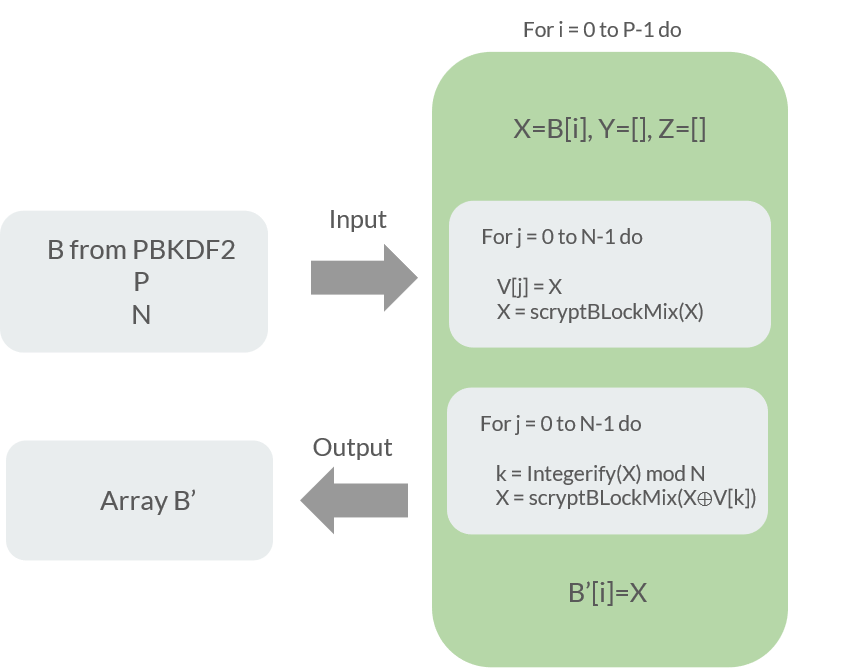 For i = 0 to P-1 do
X=B[i], Y=[], Z=[]
Input
B from PBKDF2
P
N
For j = 0 to N-1 do
V[j] = X
X = scryptBLockMix(X)
For j = 0 to N-1 do
k = Integerify(X) mod N
X = scryptBLockMix(X⊕V[k])
Output
Array B’
B’[i]=X